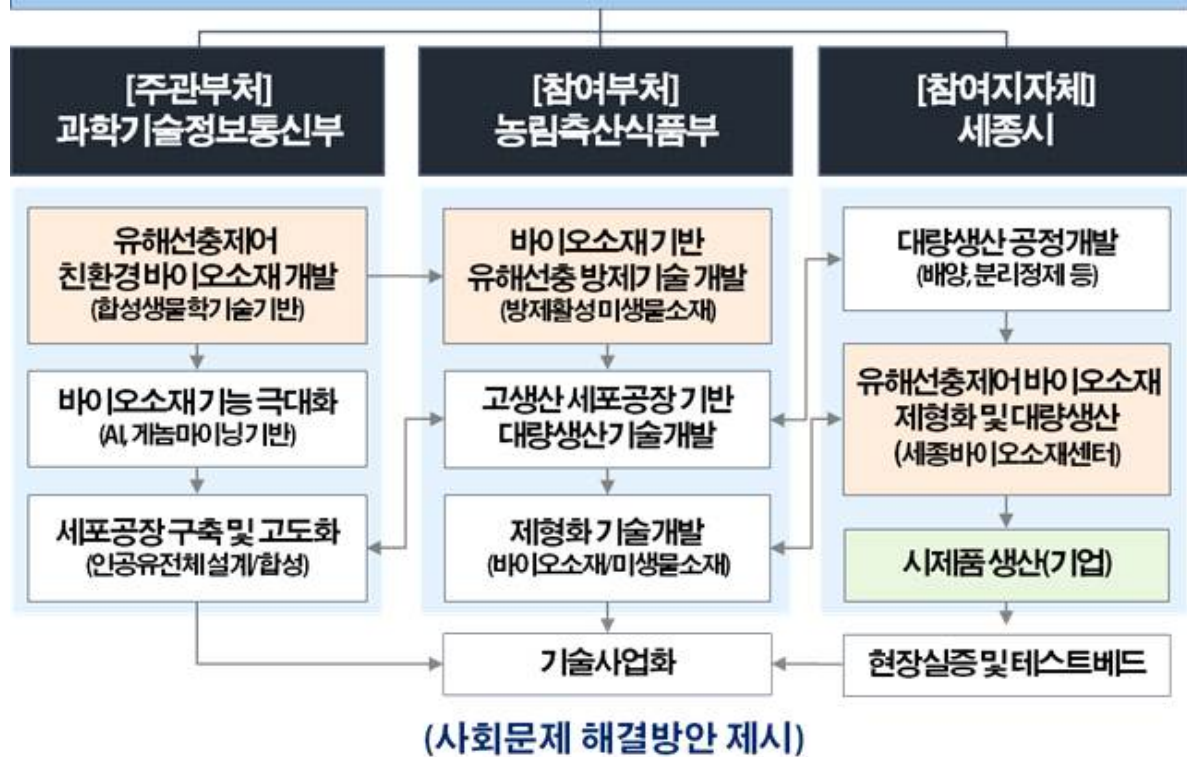 [주관부처]
과학기술정보통신부
[참여부처]
농림축산식품부
[참여지자체]
세종시
유해선충제어
친환경 바이오소재 개발
(합성생물학기술기반)
바이오소재 기능 극대화
(AI, 게놈마이닝 기반)
세포공장 구축 및 고도화
(인공유전체 설계/합성)
바이오소재 기반
유해선충 방제기술 개발
(방제활성 미생물소재)
고생산 세포공장 기반
대량생산 기술개발
제형화 기술개발
(바이오소재/미생물소재)
대량생산 공정개발
(배양, 분리정제 등)
유해선충제어 바이오소재
제형화 및 대량생산
(세종바이오소재센터)
시제품 생산(기업)
기술사업화
현장실증 및 테스트베드
(사회문제 해결방안 제시)